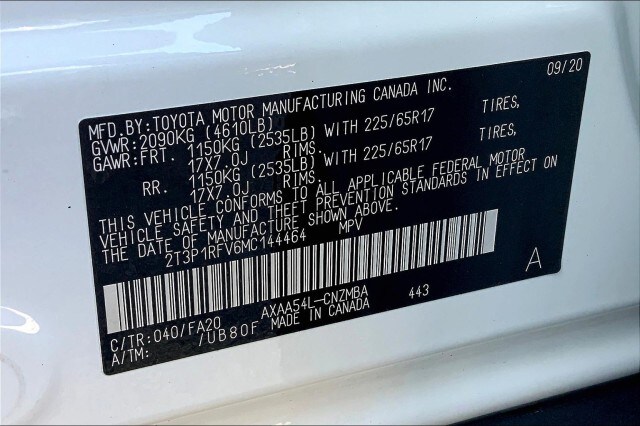 09/20
MFD.BY:TOYOTA MOTOR MANUFACTURING CANADA INC.
GVWR:2090KG (4610LB)
GAWR:FRT. 1150KG (2535LB) WITH 225/65R17 TIRES,
17X7.0J RIMS.
RR. 1150KG (2535LB) WITH 225/65R17 TIRES,
17X7.0J RIMS.
THIS VEHICLE CONFORMS TO ALL APPLICABLE FEDERAL MOTOR
VEHICLE SAFETY AND THEFT PREVENTION STANDARDS IN EFFECT ON
THE DATE OF MANUFACTURE SHOWN ABOVE.
2T3P1RFV6MC144464 MPV
A
C/TR:040/FA20 AXAA54L-CNZMBA 443
A/TM: /UB80F MADE IN CANADA